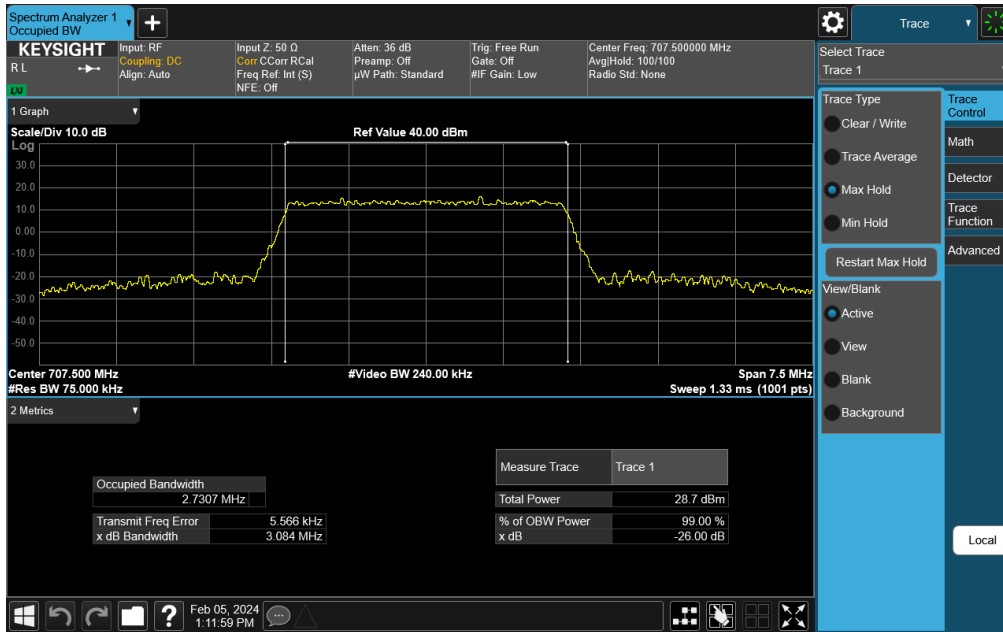 Spectrum Analyzer 1
Occupied BW
Trace
KEYSIGHT
R L
LXI
Input: RF
Coupling: DC
Align: Auto
Input Z: 50 Ω
Corr CCorr RCal
Freq Ref: Int (S)
NFE: Off
Atten: 36 dB
Preamp: Off
µW Path: Standard
Trig: Free Run
Gate: Off
#IF Gain: Low
Center Freq: 707.500000 MHz
Avg|Hold: 100/100
Radio Std: None
Select Trace
Trace 1
1 Graph
Scale/Div 10.0 dB
Ref Value 40.00 dBm
Log
30.0
20.0
10.0
0.00
-10.0
-20.0
-30.0
-40.0
-50.0
Center 707.500 MHz
#Video BW 240.00 kHz
Span 7.5 MHz
#Res BW 75.000 kHz
Sweep 1.33 ms (1001 pts)
2 Metrics
Occupied Bandwidth
2.7307 MHz
Transmit Freq Error 5.566 kHz
x dB Bandwidth 3.084 MHz
Measure Trace Trace 1
Total Power 28.7 dBm
% of OBW Power 99.00 %
x dB -26.00 dB
Trace Type
Clear / Write
Trace Average
Max Hold
Min Hold
Restart Max Hold
View/Blank
Active
View
Blank
Background
Trace
Control
Math
Detector
Trace
Function
Advanced
Local
?
Feb 05, 2024
1:11:59 PM